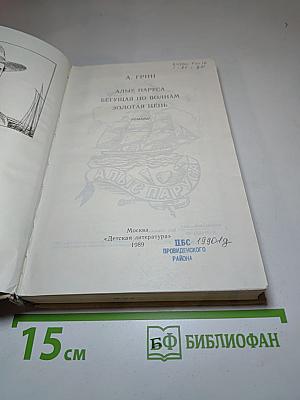 А. ГРИН
АЛЫЕ ПАРУСА
БЕГУЩАЯ ПО ВОЛНАМ
ЗОЛОТАЯ ЦЕПЬ
РОМАНЫ
АЛЫЕ ПАРУСА
Москва
«Детская литература»
1989
ЦБС 1990 г
ПРОВИДЕНСКОГО
РАЙОНА
15 см
БФ БИБЛИОФАН